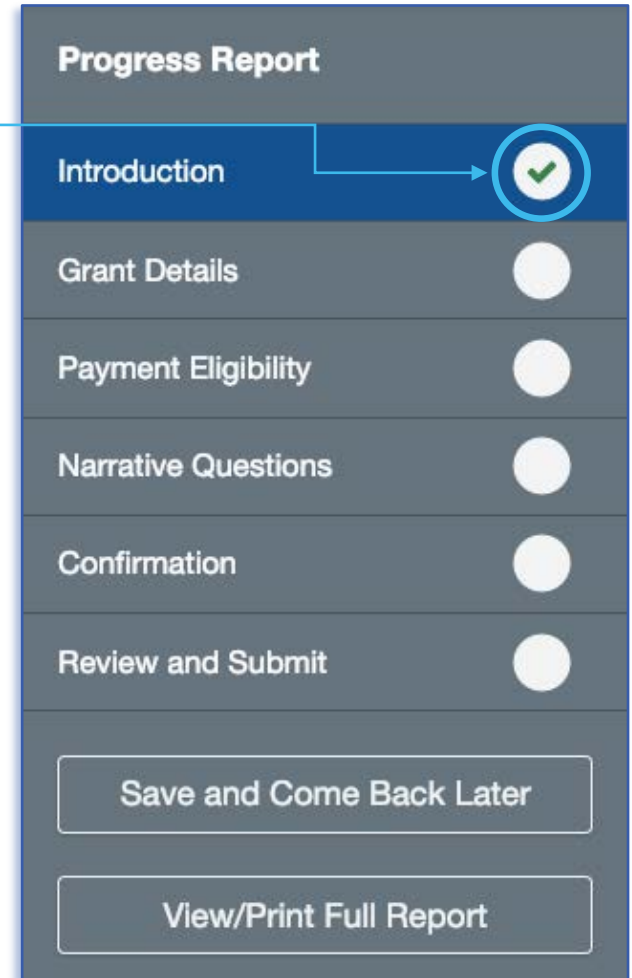 Progress Report
Introduction
Grant Details
Payment Eligibility
Narrative Questions
Confirmation
Review and Submit
Save and Come Back Later
View/Print Full Report